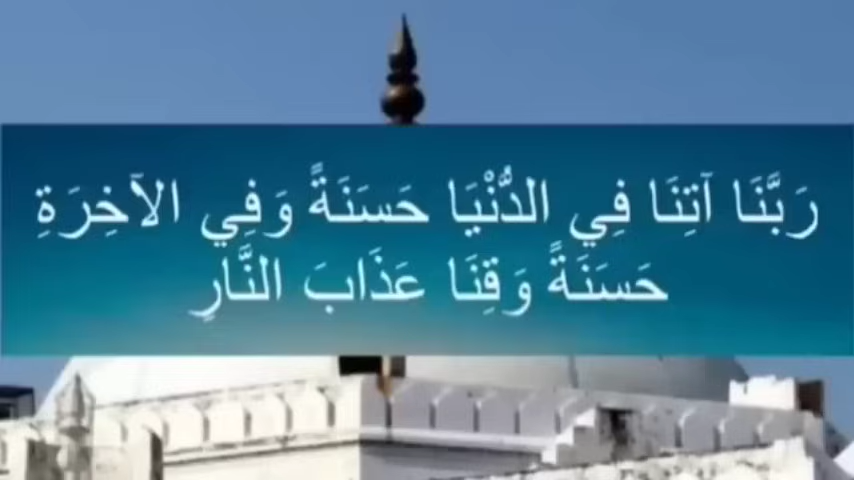 رَبَّنَا آتِنَا فِي الدُّنْيَا حَسَنَةً وَفِي الآخِرَةِ
حَسَنَةً وَقِنَا عَذَابَ النَّارِ